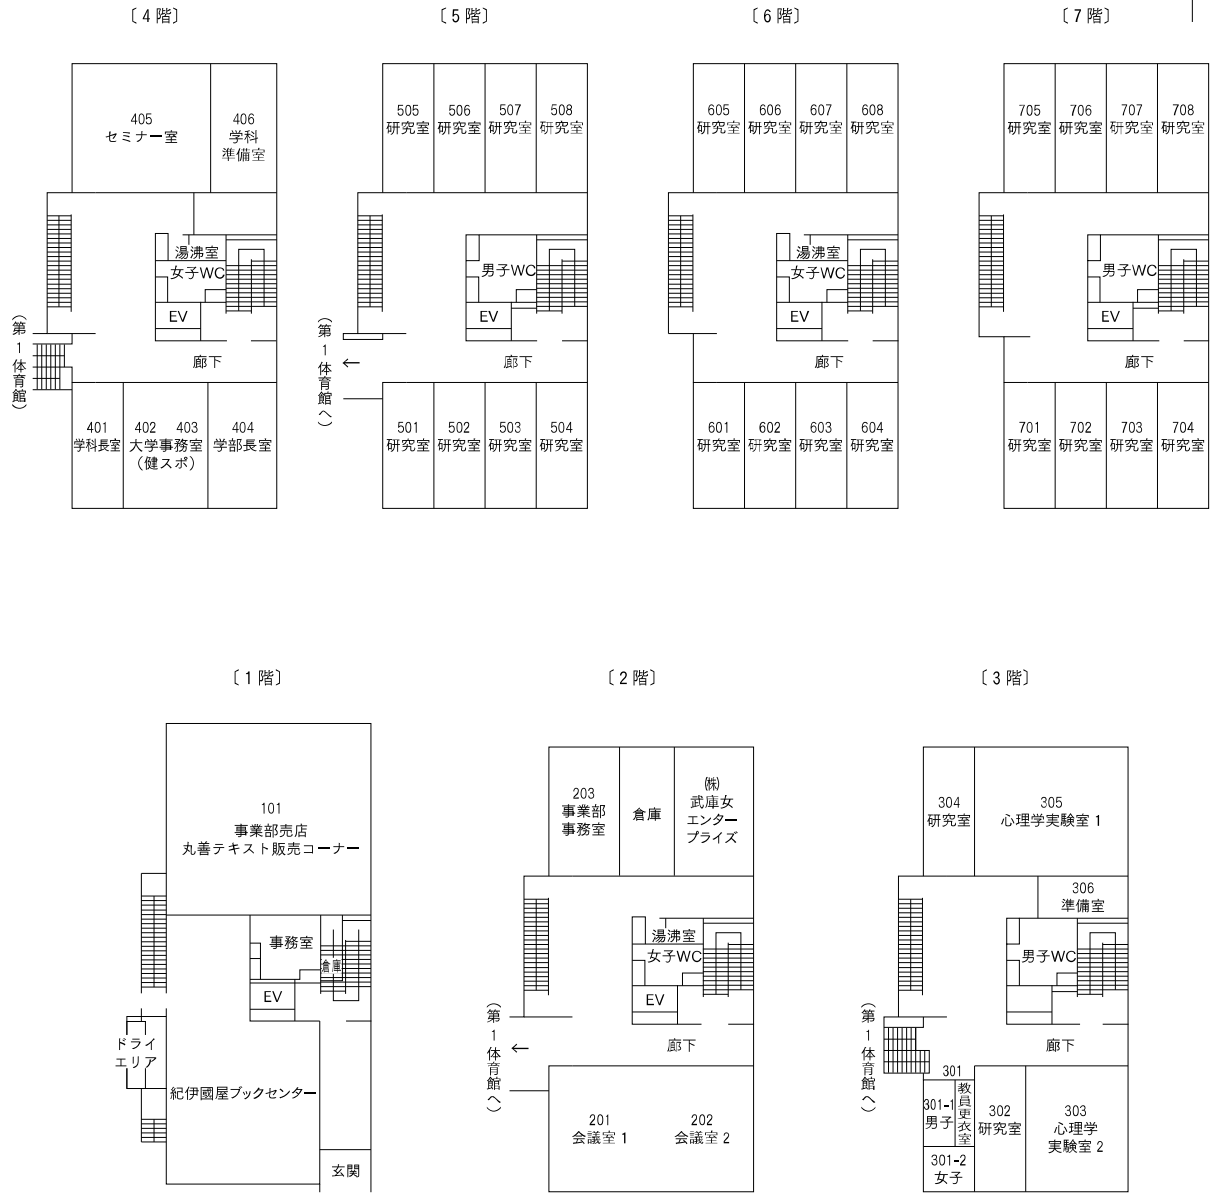 〔4階〕
405
セミナー室
406
学科
準備室
湯沸室
女子WC
EV
廊下
(第1体育館)
401
学科長室
402 403
大学事務室
(健スポ)
404
学部長室
〔5階〕
505
研究室
506
研究室
507
研究室
508
研究室
男子WC
EV
廊下
(第1体育館へ)
←
501
研究室
502
研究室
503
研究室
504
研究室
〔6階〕
605
研究室
606
研究室
607
研究室
608
研究室
湯沸室
女子WC
EV
廊下
601
研究室
602
研究室
603
研究室
604
研究室
〔7階〕
705
研究室
706
研究室
707
研究室
708
研究室
男子WC
EV
廊下
701
研究室
702
研究室
703
研究室
704
研究室
〔1階〕
101
事業部売店
丸善テキスト販売コーナー
事務室
倉庫
EV
ドライ
エリア
紀伊國屋ブックセンター
玄関
〔2階〕
203
事業部
事務室
倉庫
㈱
武庫女
エンター
プライズ
湯沸室
女子WC
EV
廊下
(第1体育館へ)
←
201
会議室1
202
会議室2
〔3階〕
304
研究室
305
心理学実験室1
306
準備室
男子WC
廊下
(第1体育館へ)
301
教員更衣室
301-1
男子
301-2
女子
302
研究室
303
心理学
実験室2